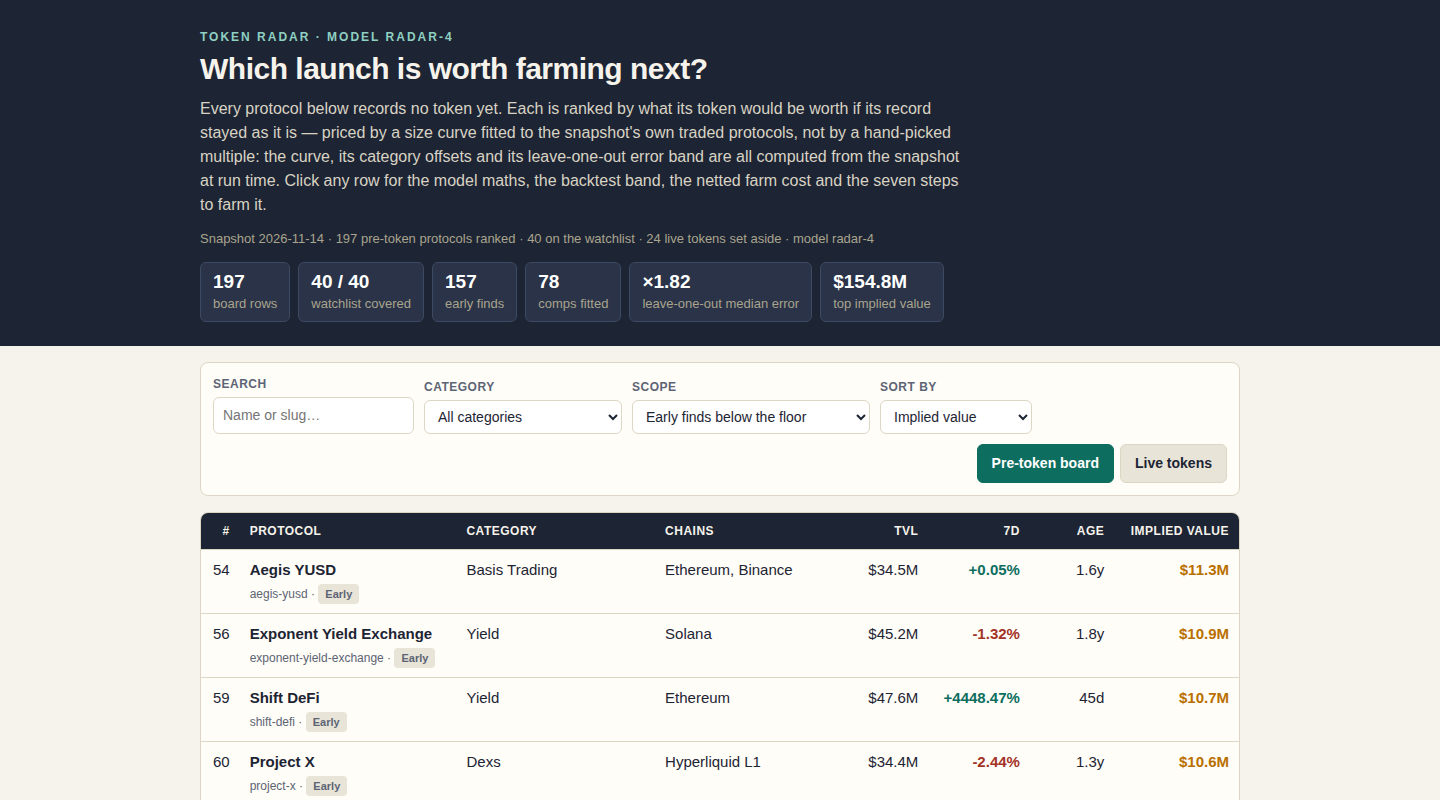 TOKEN RADAR · MODEL RADAR-4
Which launch is worth farming next?
Every protocol below records no token yet. Each is ranked by what its token would be worth if its record
stayed as it is — priced by a size curve fitted to the snapshot's own traded protocols, not by a hand-picked
multiple: the curve, its category offsets and its leave-one-out error band are all computed from the snapshot
at run time. Click any row for the model maths, the backtest band, the netted farm cost and the seven steps
to farm it.
Snapshot 2026-11-14 · 197 pre-token protocols ranked · 40 on the watchlist · 24 live tokens set aside · model radar-4
197 40 / 40 157 78 ×1.82 $154.8M
board rows watchlist covered early finds comps fitted leave-one-out median error top implied value
SEARCH CATEGORY SCOPE SORT BY
Name or slug… All categories Early finds below the floor Implied value
Pre-token board Live tokens
# PROTOCOL CATEGORY CHAINS TVL 7D AGE IMPLIED VALUE
54 Aegis YUSD Basis Trading Ethereum, Binance $34.5M +0.05% 1.6y $11.3M
aegis-yusd · Early
56 Exponent Yield Exchange Yield Solana $45.2M -1.32% 1.8y $10.9M
exponent-yield-exchange · Early
59 Shift DeFi Yield Ethereum $47.6M +4448.47% 45d $10.7M
shift-defi · Early
60 Project X Dexs Hyperliquid L1 $34.4M -2.44% 1.3y $10.6M
project-x · Early